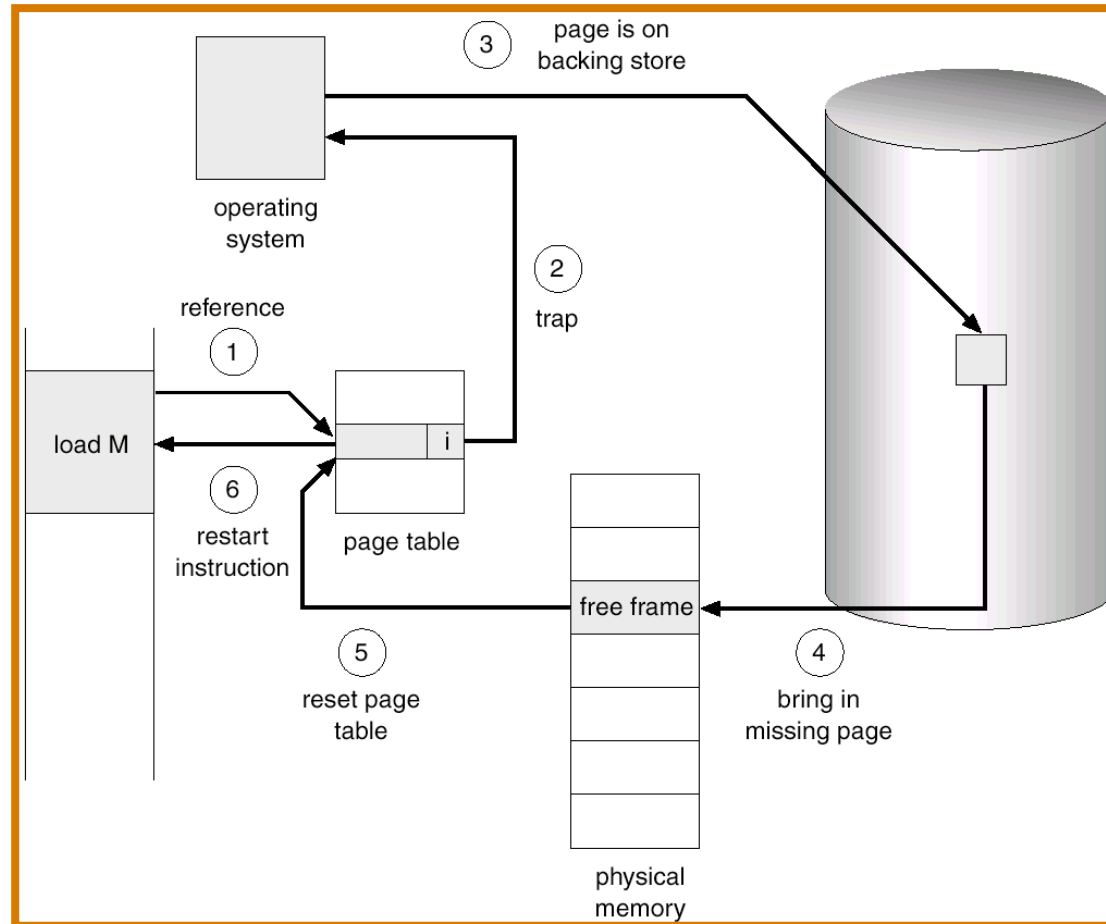 3
page is on
backing store
operating
system
2
trap
reference
1
load M
i
6
restart
instruction
page table
free frame
5
reset page
table
4
bring in
missing page
physical
memory